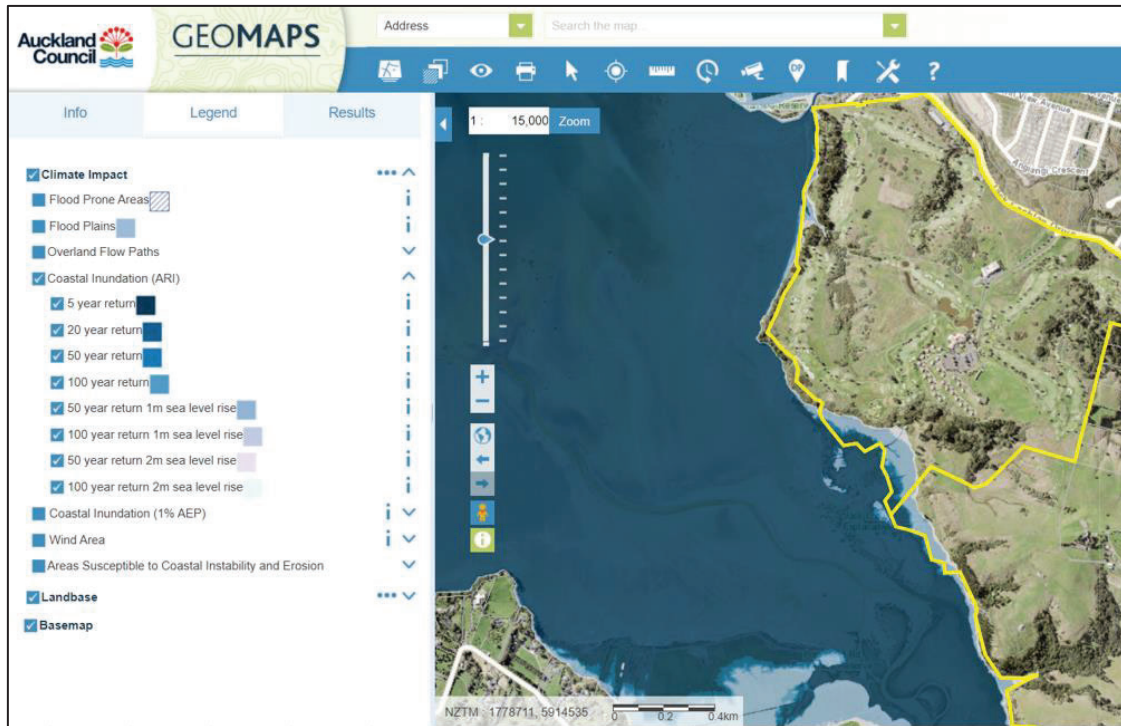 Auckland
Council
GEOMAPS
Address
Search the map...
DP
?
Info
Legend
Results
1 :
15,000
Zoom
Climate Impact
Flood Prone Areas
Flood Plains
Overland Flow Paths
Coastal Inundation (ARI)
5 year return
20 year return
50 year return
100 year return
50 year return 1m sea level rise
100 year return 1m sea level rise
50 year return 2m sea level rise
100 year return 2m sea level rise
Coastal Inundation (1% AEP)
Wind Area
Areas Susceptible to Coastal Instability and Erosion
Landbase
Basemap
View Avenue
Crescent
NZTM 1778711, 5914535
0 0.2 0.4km